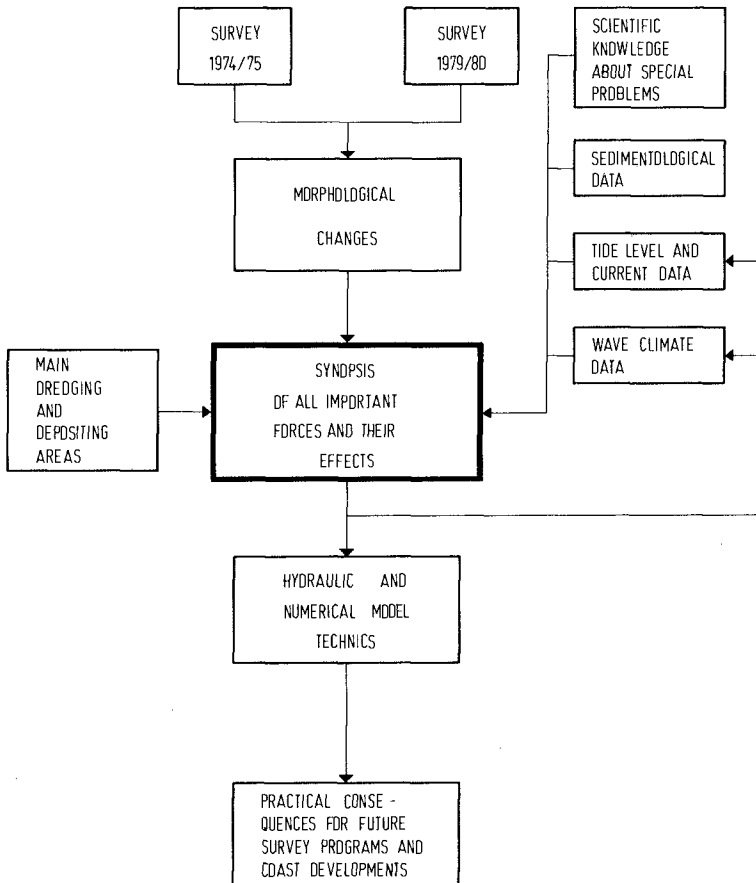 SURVEY
1974/75
SURVEY
1979/80
SCIENTIFIC
KNOWLEDGE
ABOUT SPECIAL
PROBLEMS
MORPHOLOGICAL
CHANGES
SEDIMENTOLOGICAL
DATA
TIDE LEVEL AND
CURRENT DATA
WAVE CLIMATE
DATA
MAIN
DREDGING
AND
DEPOSITING
AREAS
SYNOPSIS
OF ALL IMPORTANT
FORCES AND THEIR
EFFECTS
HYDRAULIC AND
NUMERICAL MODEL
TECHNICS
PRACTICAL CONSE -
QUENCES FOR FUTURE
SURVEY PROGRAMS AND
COAST DEVELOPMENTS